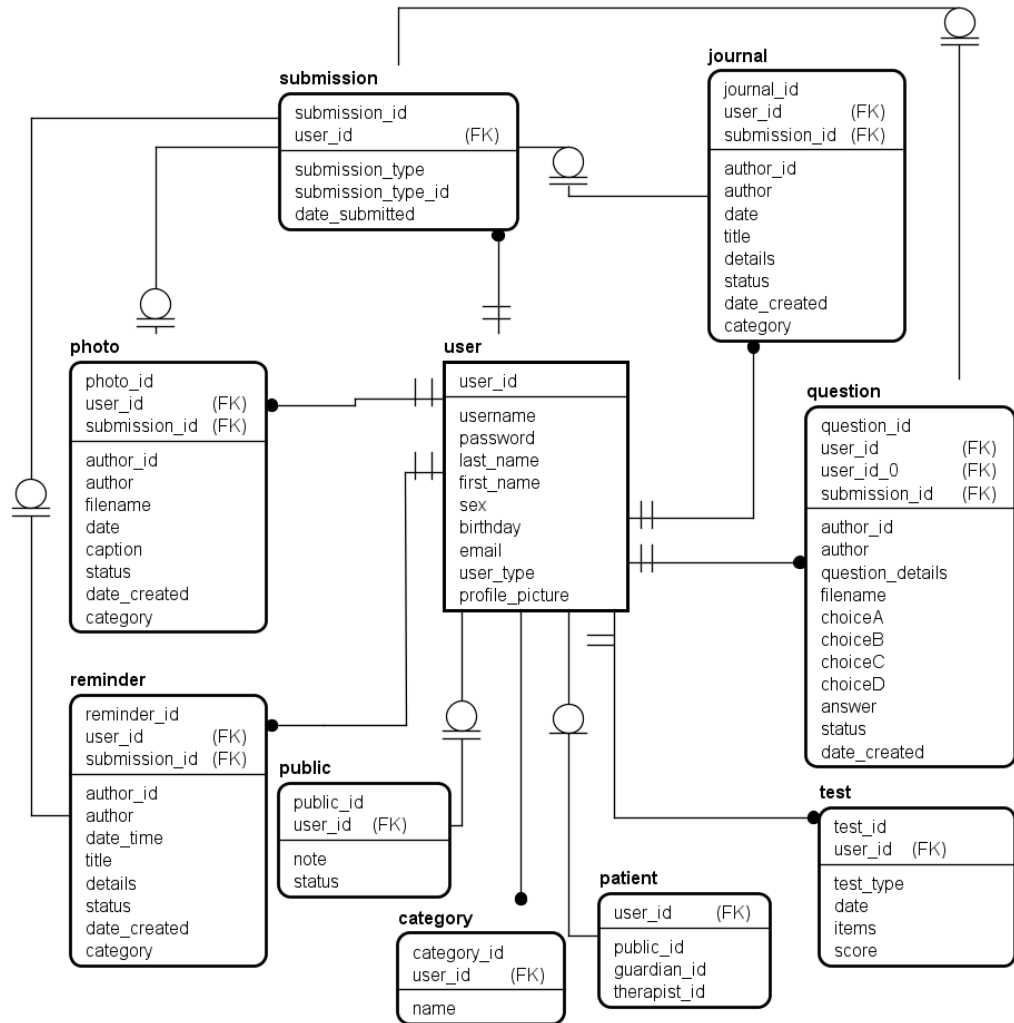 submission
submission_id
user_id (FK)
submission_type
submission_type_id
date_submitted
journal
journal_id
user_id (FK)
submission_id (FK)
author_id
author
date
title
details
status
date_created
category
photo
photo_id
user_id (FK)
submission_id (FK)
author_id
author
filename
date
caption
status
date_created
category
user
user_id
username
password
last_name
first_name
sex
birthday
email
user_type
profile_picture
question
question_id
user_id (FK)
user_id_0 (FK)
submission_id (FK)
author_id
author
question_details
filename
choiceA
choiceB
choiceC
choiceD
answer
status
date_created
reminder
reminder_id
user_id (FK)
submission_id (FK)
author_id
author
date_time
title
details
status
date_created
category
public
public_id
user_id (FK)
note
status
category
category_id
user_id (FK)
name
patient
user_id (FK)
public_id
guardian_id
therapist_id
test
test_id
user_id (FK)
test_type
date
items
score